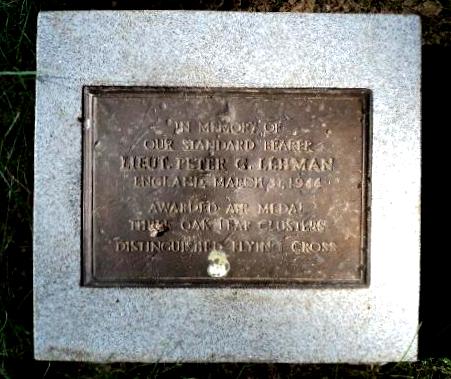 IN MEMORY OF
OUR STANDARD BEARER
LIEUT. PETER G. LEHMAN
ENGLAND, MARCH 31, 1944
AWARDED AIR MEDAL
THREE OAK LEAF CLUSTERS
DISTINGUISHED FLYING CROSS